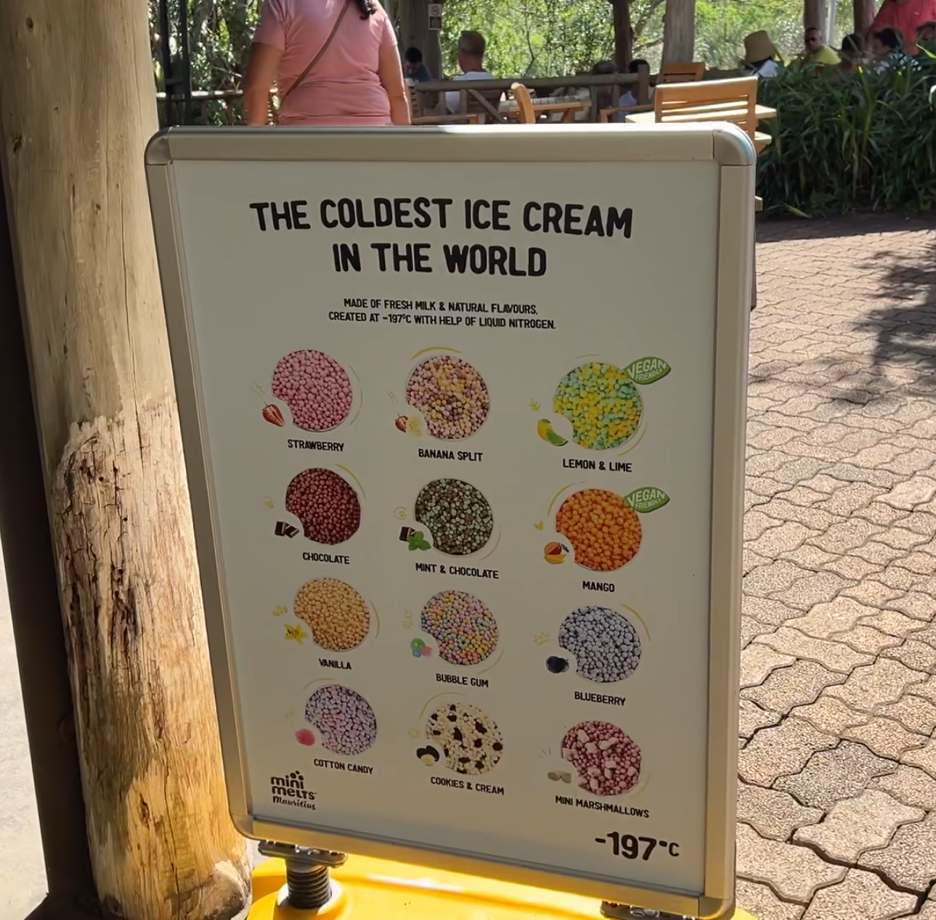 THE COLDEST ICE CREAM
IN THE WORLD
MADE OF FRESH MILK & NATURAL FLAVOURS,
CREATED AT -197°C WITH HELP OF LIQUID NITROGEN.
STRAWBERRY
BANANA SPLIT
VEGAN
FRIENDLY
LEMON & LIME
CHOCOLATE
MINT & CHOCOLATE
VEGAN
FRIENDLY
MANGO
VANILLA
BUBBLE GUM
BLUEBERRY
COTTON CANDY
COOKIES & CREAM
MINI MARSHMALLOWS
mini
melts
Mauritius
-197°C